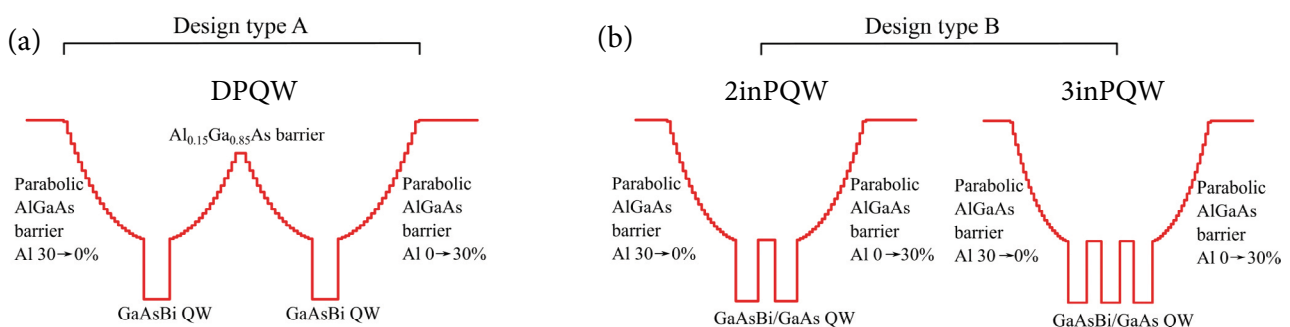 (a)
Design type A
DPQW
Al0.15Ga0.85As barrier
Parabolic
AlGaAs
barrier
Al 30→0%
Parabolic
AlGaAs
barrier
Al 0→30%
GaAsBi QW
GaAsBi QW
(b)
Design type B
2inPQW
Parabolic
AlGaAs
barrier
Al 30→0%
Parabolic
AlGaAs
barrier
Al 0→30%
GaAsBi/GaAs QW
3inPQW
Parabolic
AlGaAs
barrier
Al 30→0%
Parabolic
AlGaAs
barrier
Al 0→30%
GaAsBi/GaAs QW